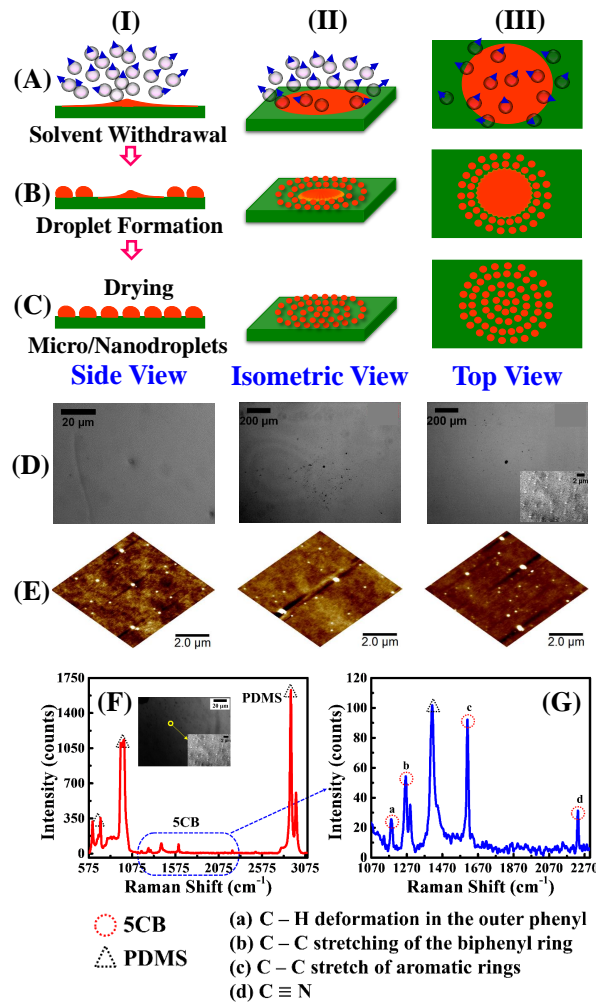 (I) (II) (III)
(A)
Solvent Withdrawal
(B)
Droplet Formation
Drying
(C)
Micro/Nanodroplets
Side View Isometric View Top View
(D)
20 µm
200 µm
200 µm
2 µm
(E)
2.0 µm
2.0 µm
2.0 µm
(F)
PDMS
PDMS
20 µm
5CB
Intensity (counts)
1750
1400
1050
700
350
0
575 1075 1575 2075 2575 3075
Raman Shift (cm-1)
(G)
PDMS
a
b
c
d
Intensity (counts)
120
100
80
60
40
20
0
1070 1270 1470 1670 1870 2070 2270
Raman Shift (cm-1)
5CB
PDMS
(a) C – H deformation in the outer phenyl
(b) C – C stretching of the biphenyl ring
(c) C – C stretch of aromatic rings
(d) C ≡ N